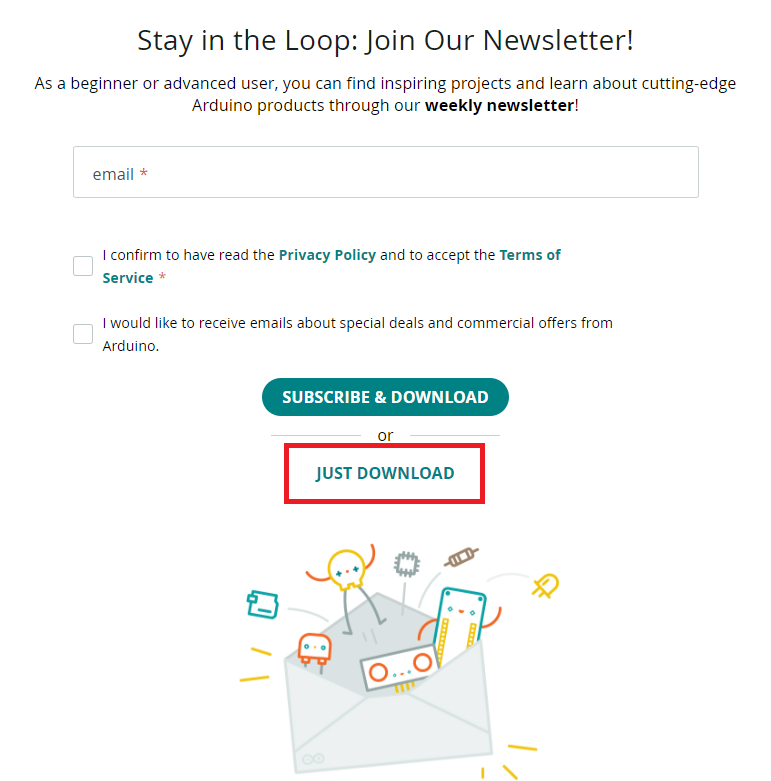 Stay in the Loop: Join Our Newsletter!
As a beginner or advanced user, you can find inspiring projects and learn about cutting-edge
Arduino products through our weekly newsletter!
email *
I confirm to have read the Privacy Policy and to accept the Terms of
Service *
I would like to receive emails about special deals and commercial offers from
Arduino.
SUBSCRIBE & DOWNLOAD
or
JUST DOWNLOAD